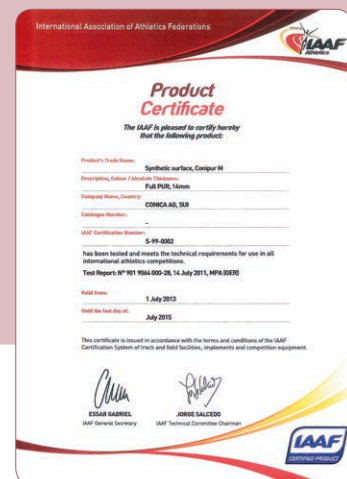 International Association of Athletics Federations
IAAF
Athletics
Product
Certificate
The IAAF is pleased to certify hereby
that the following product:
Product's Trade Name:
Synthetic surface, Conipur M
Description, Colour / Absolute Thickness:
Full PUR, 14mm
Company Name, Country:
CONICA AG, SUI
Catalogue Number:
–
IAAF Certification Number:
S-99-0002
has been tested and meets the technical requirements for use in all
international athletics competitions.
Test Report: N° 901 9064 000-28, 14 July 2011, MPA (GER)
Valid from:
1 July 2013
Until the last day of:
July 2015
This certificate is issued in accordance with the terms and conditions of the IAAF
Certification System of track and field facilities, implements and competition equipment.
ESSAR GABRIEL
IAAF General Secretary
JORGE SALCEDO
IAAF Technical Committee Chairman
IAAF
CERTIFIED PRODUCT